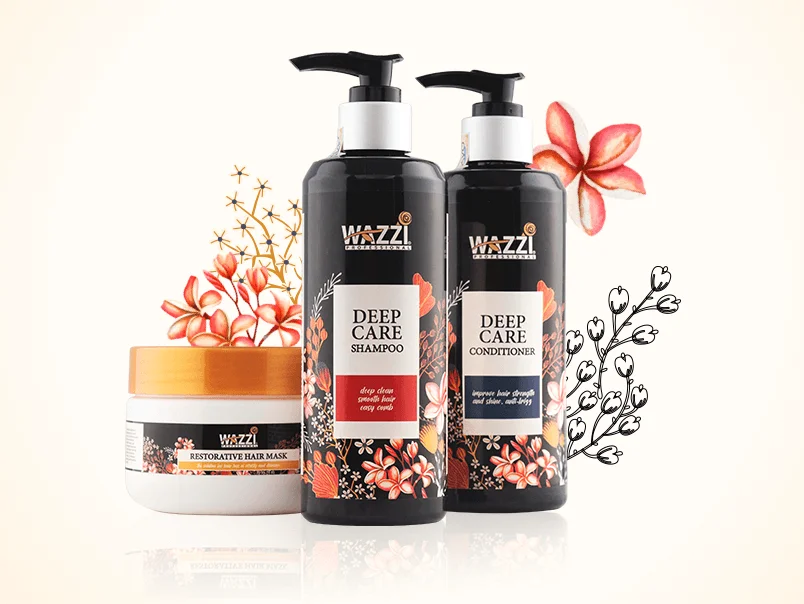 WAZZI
PROFESSIONAL
DEEP
CARE
SHAMPOO
deep clean
smooth hair
easy comb
WAZZI
PROFESSIONAL
DEEP
CARE
CONDITIONER
improve hair strength
and shine, anti-frizz
WAZZI
PROFESSIONAL
RESTORATIVE HAIR MASK